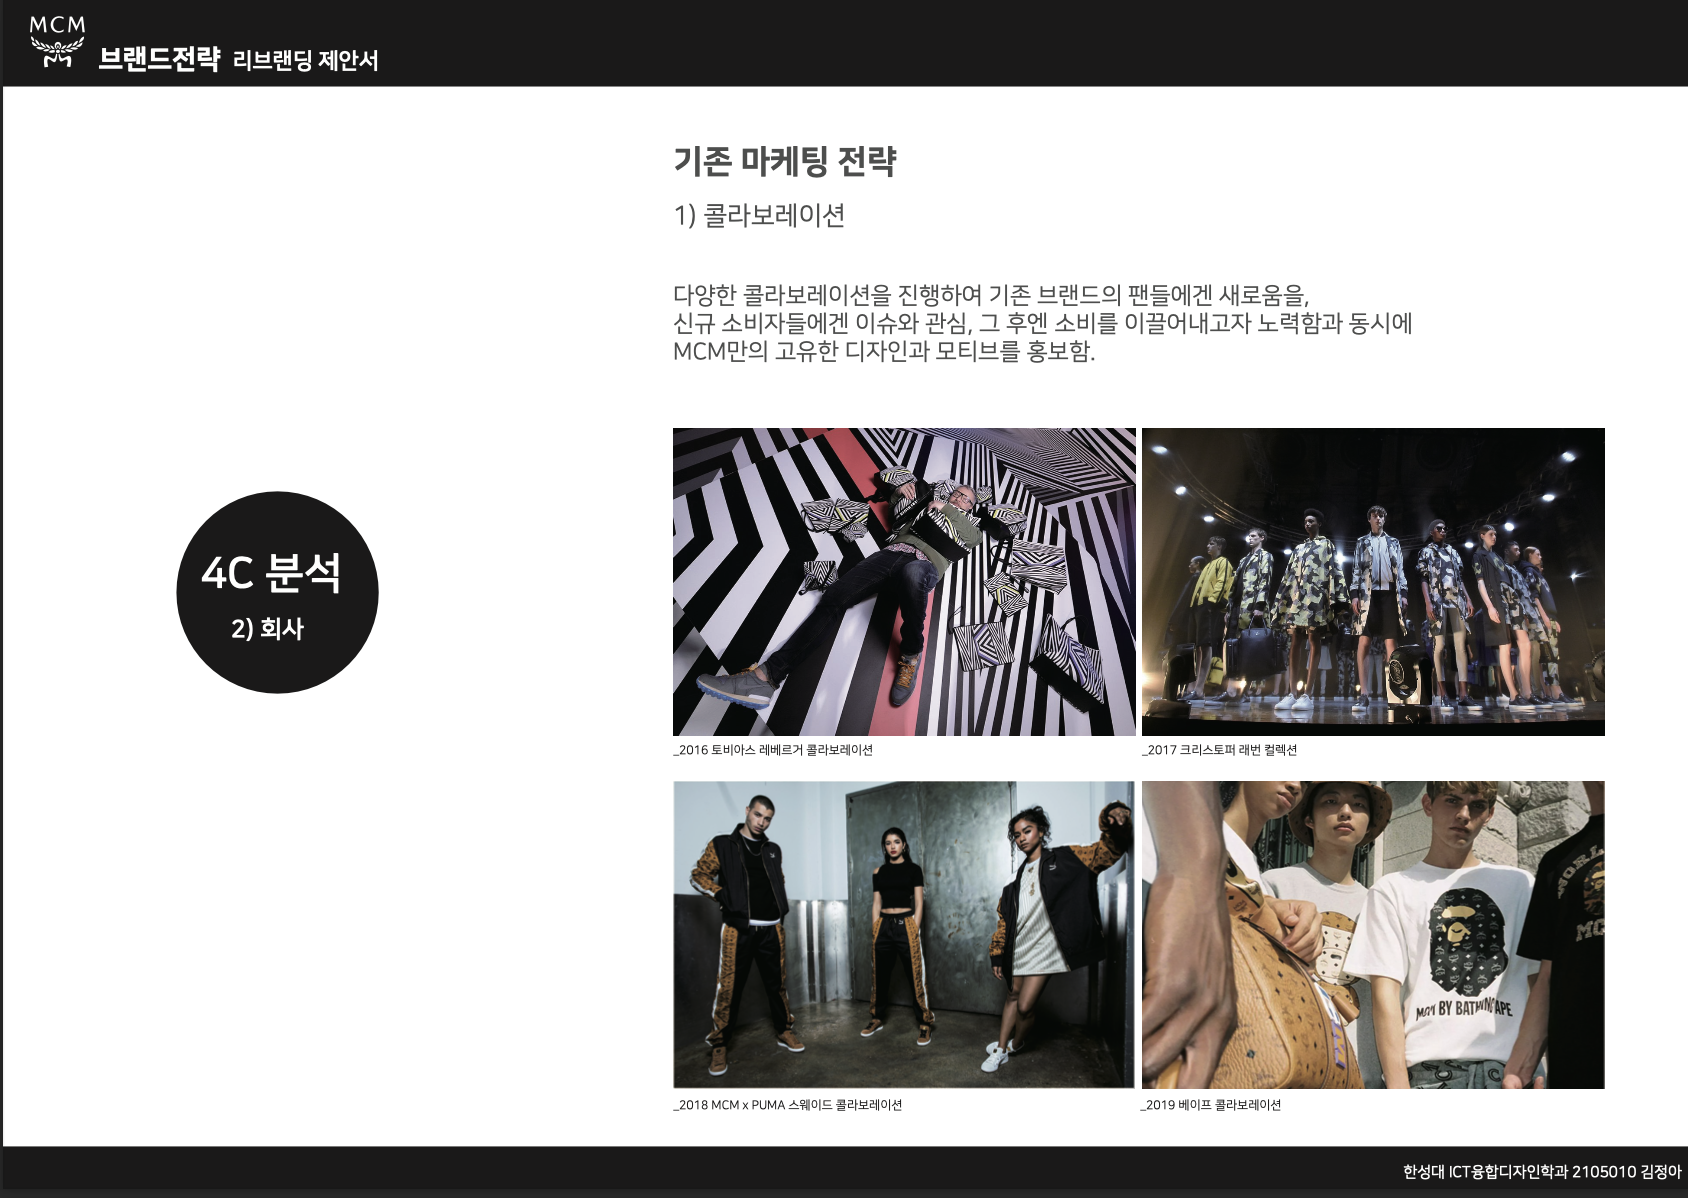 MCM
브랜드전략 리브랜딩 제안서
기존 마케팅 전략
1) 콜라보레이션
다양한 콜라보레이션을 진행하여 기존 브랜드의 팬들에겐 새로움을,
신규 소비자들에겐 이슈와 관심, 그 후엔 소비를 이끌어내고자 노력함과 동시에
MCM만의 고유한 디자인과 모티브를 홍보함.
4C 분석
2) 회사
_2016 토비아스 레베르거 콜라보레이션
_2017 크리스토퍼 래번 컬렉션
MCM BY BATHING APE
_2018 MCM x PUMA 스웨이드 콜라보레이션
_2019 베이프 콜라보레이션
한성대 ICT융합디자인학과 2105010 김정아